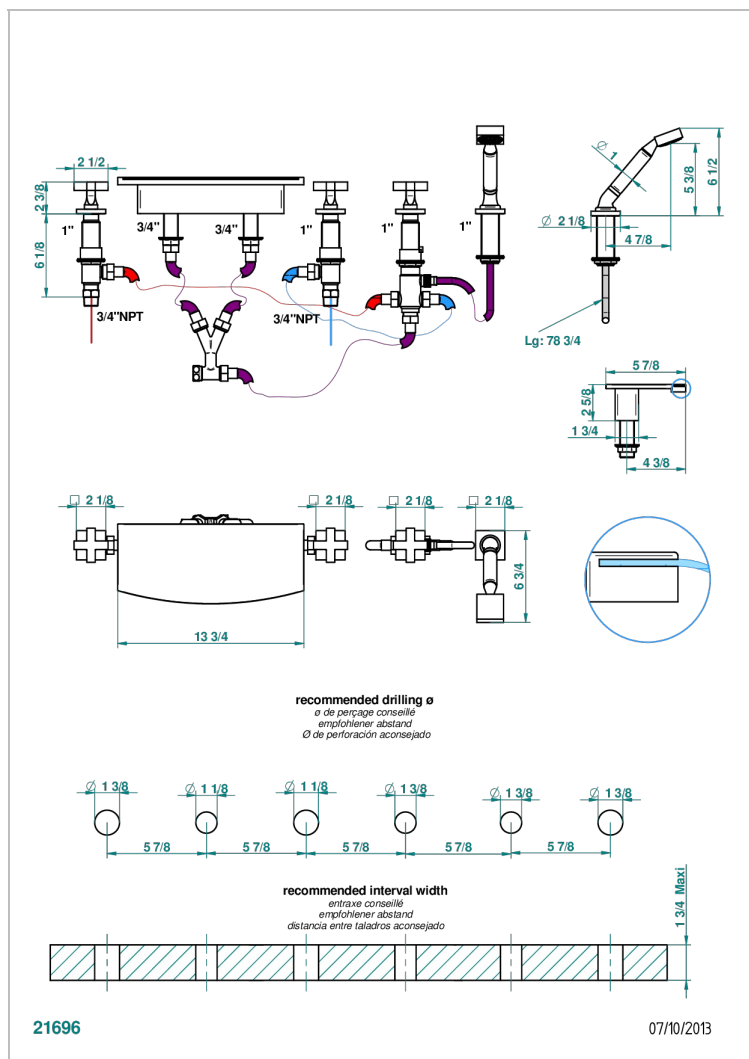 2 1/2
2 3/8
6 1/8
1"
3/4"
3/4"
1"
1"
1"
3/4"NPT
3/4"NPT
Ø 1
Ø 2 1/8
4 7/8
5 3/8
6 1/2
Lg: 78 3/4
5 7/8
2 5/8
1 3/4
4 3/8
□ 2 1/8
□ 2 1/8
□ 2 1/8
□ 2 1/8
6 3/4
13 3/4
recommended drilling ø
ø de perçage conseillé
empfohlener abstand
Ø de perforación aconsejado
Ø 1 3/8
Ø 1 1/8
Ø 1 1/8
Ø 1 3/8
Ø 1 3/8
Ø 1 3/8
5 7/8
5 7/8
5 7/8
5 7/8
5 7/8
recommended interval width
entraxe conseillé
empfohlener abstand
distancia entre taladros aconsejado
1 3/4 Maxi
21696
07/10/2013